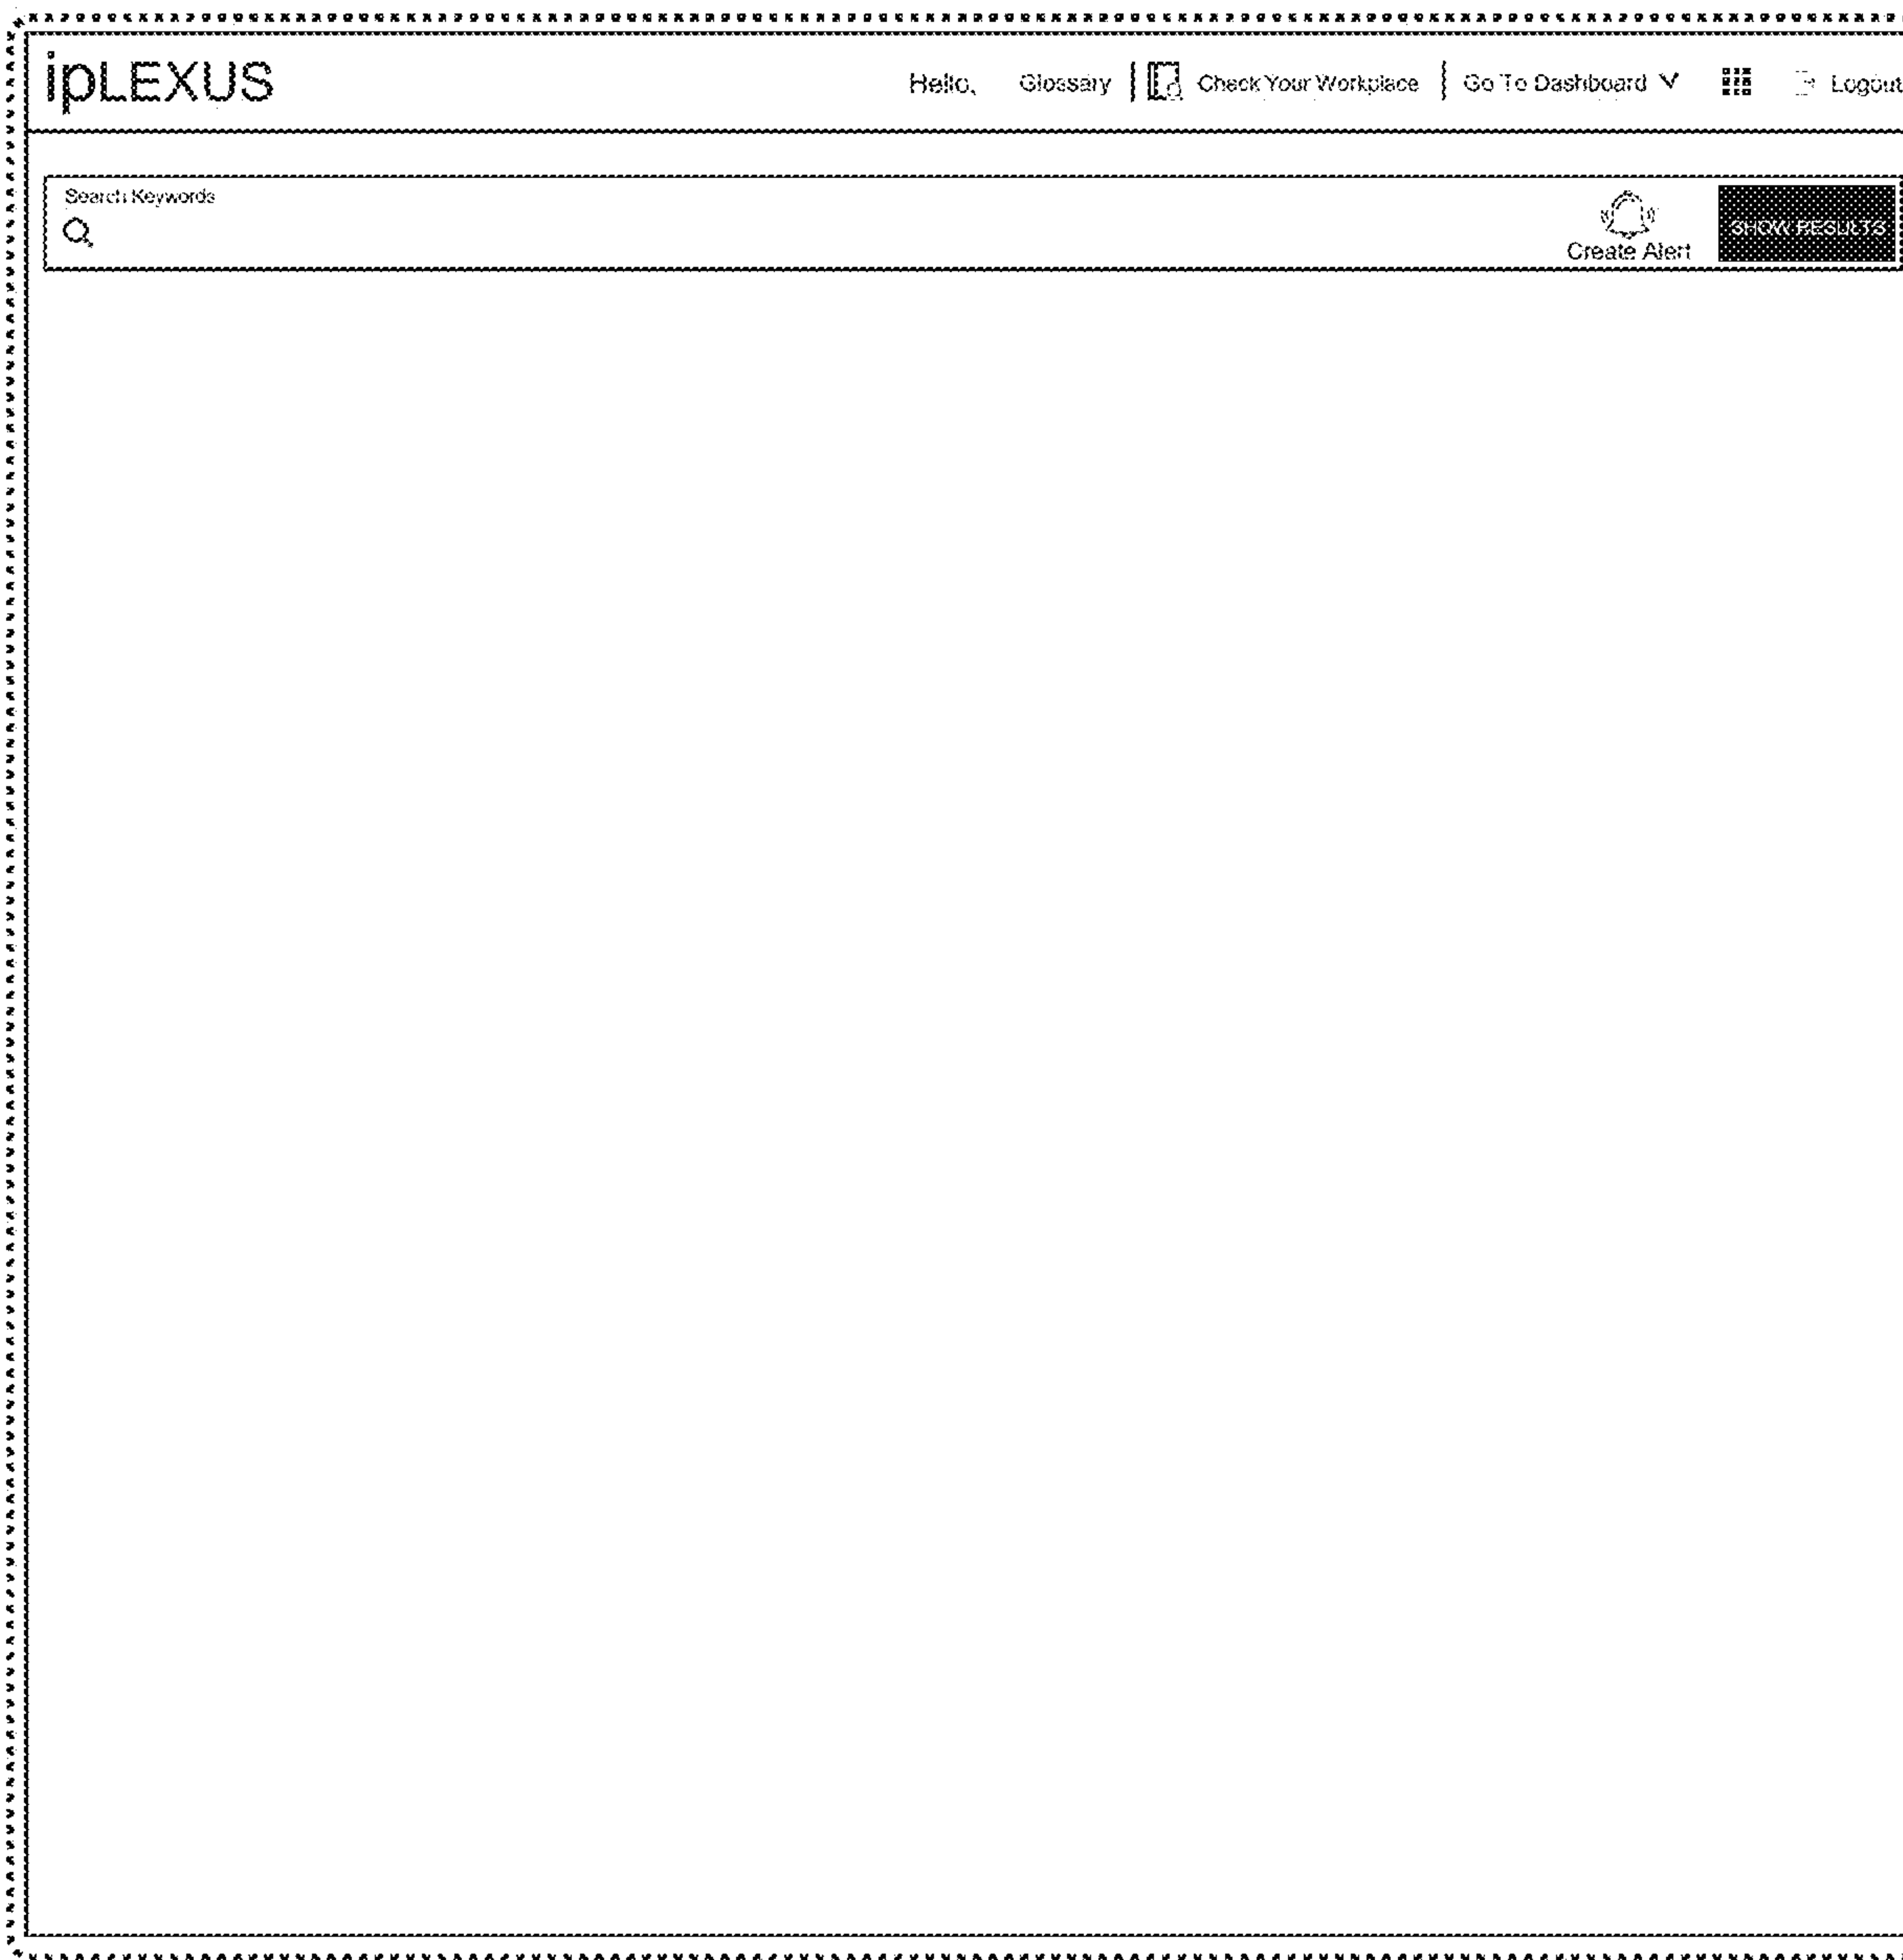 ipLEXUS
Hello, Glossary Check Your Workplace Go To Dashboard Logout
Search Keywords
Create Alert SHOW RESULTS